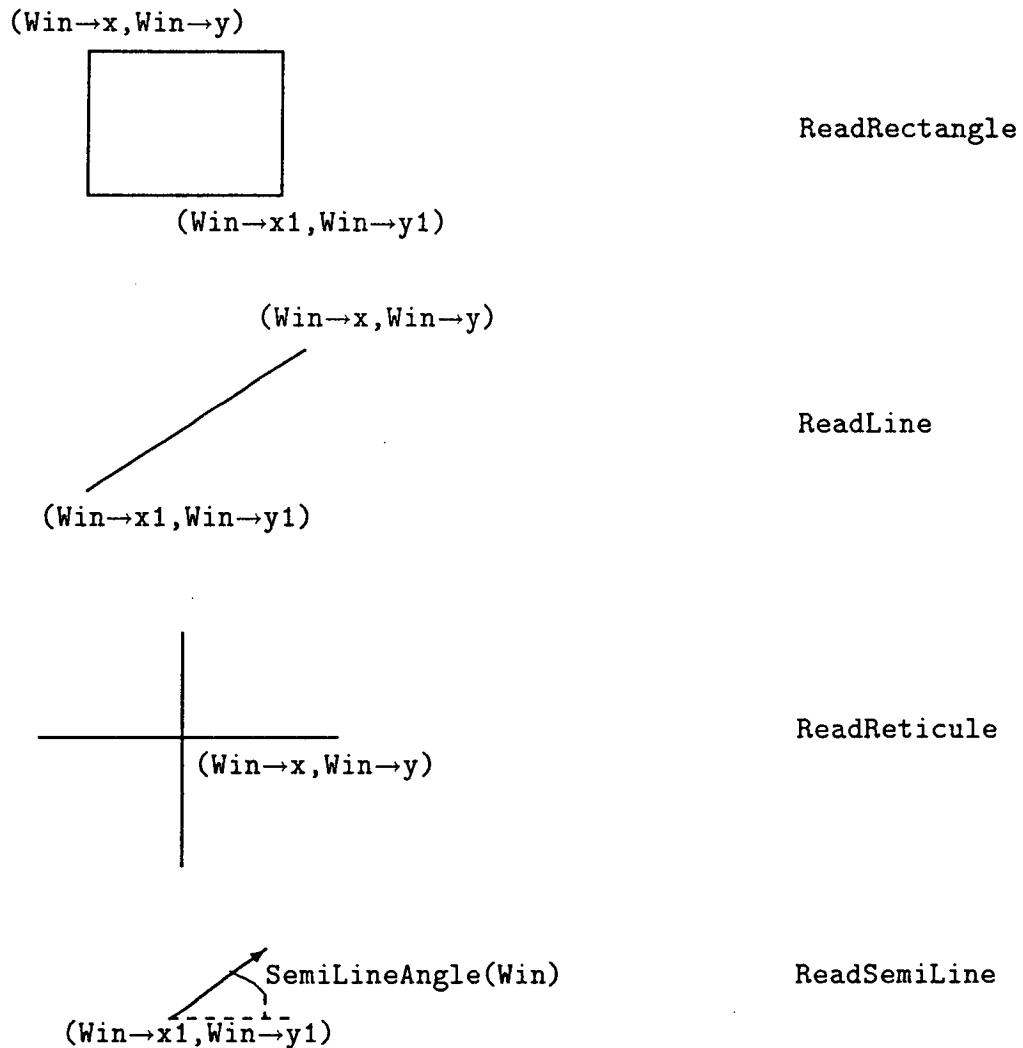 (Win→x,Win→y)
ReadRectangle
(Win→x1,Win→y1)
(Win→x,Win→y)
ReadLine
(Win→x1,Win→y1)
ReadReticule
(Win→x,Win→y)
SemiLineAngle(Win)
ReadSemiLine
(Win→x1,Win→y1)